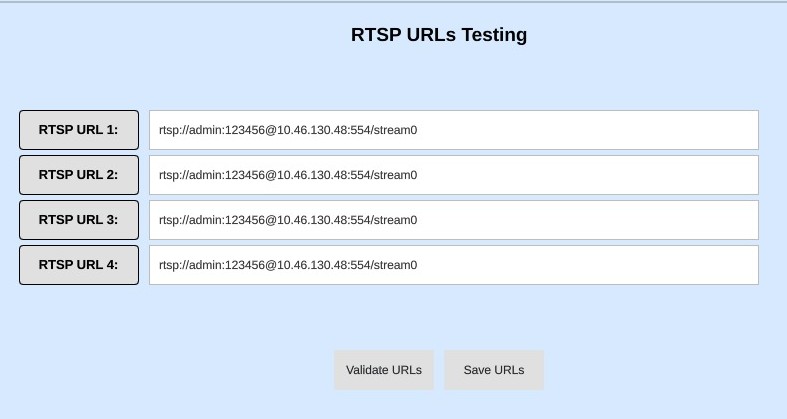 RTSP URLs Testing
RTSP URL 1: rtsp://admin:123456@10.46.130.48:554/stream0
RTSP URL 2: rtsp://admin:123456@10.46.130.48:554/stream0
RTSP URL 3: rtsp://admin:123456@10.46.130.48:554/stream0
RTSP URL 4: rtsp://admin:123456@10.46.130.48:554/stream0
Validate URLs Save URLs